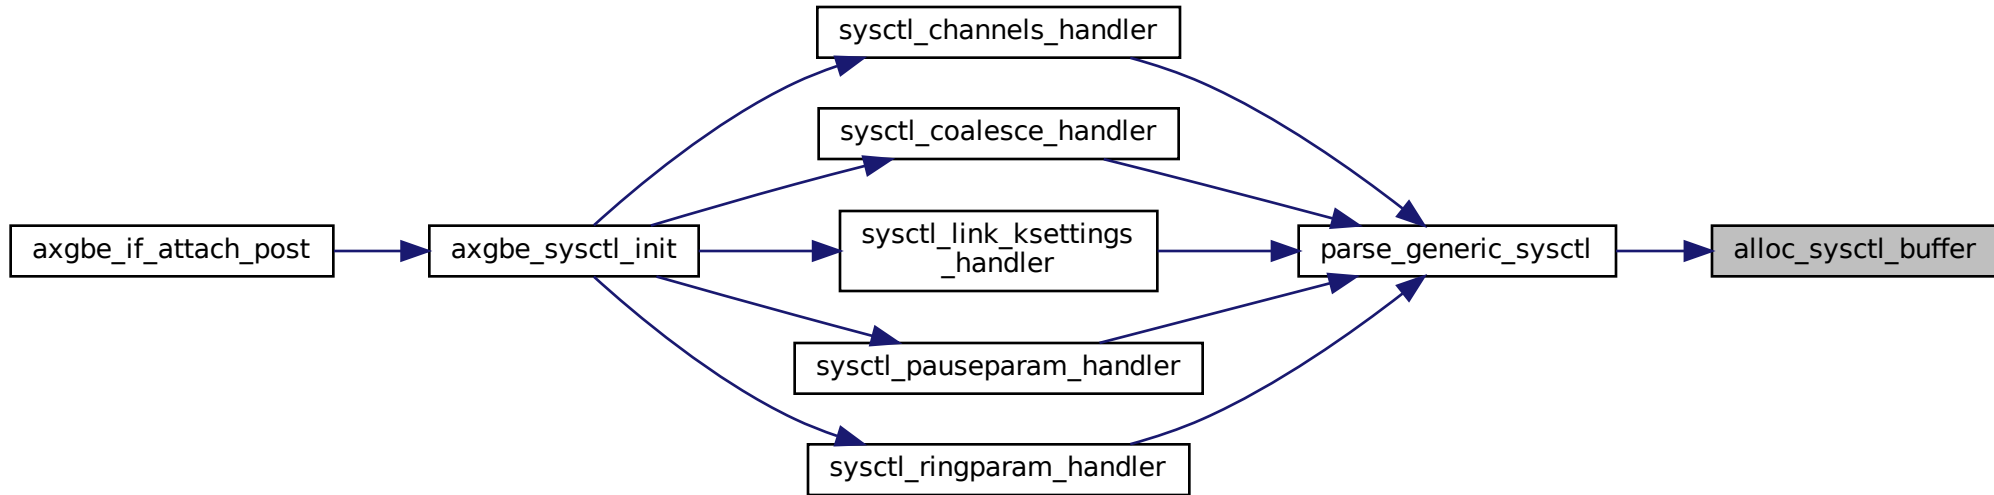 sysctl_channels_handler
sysctl_coalesce_handler
axgbe_if_attach_post
axgbe_sysctl_init
sysctl_link_ksettings
_handler
parse_generic_sysctl
alloc_sysctl_buffer
sysctl_pauseparam_handler
sysctl_ringparam_handler